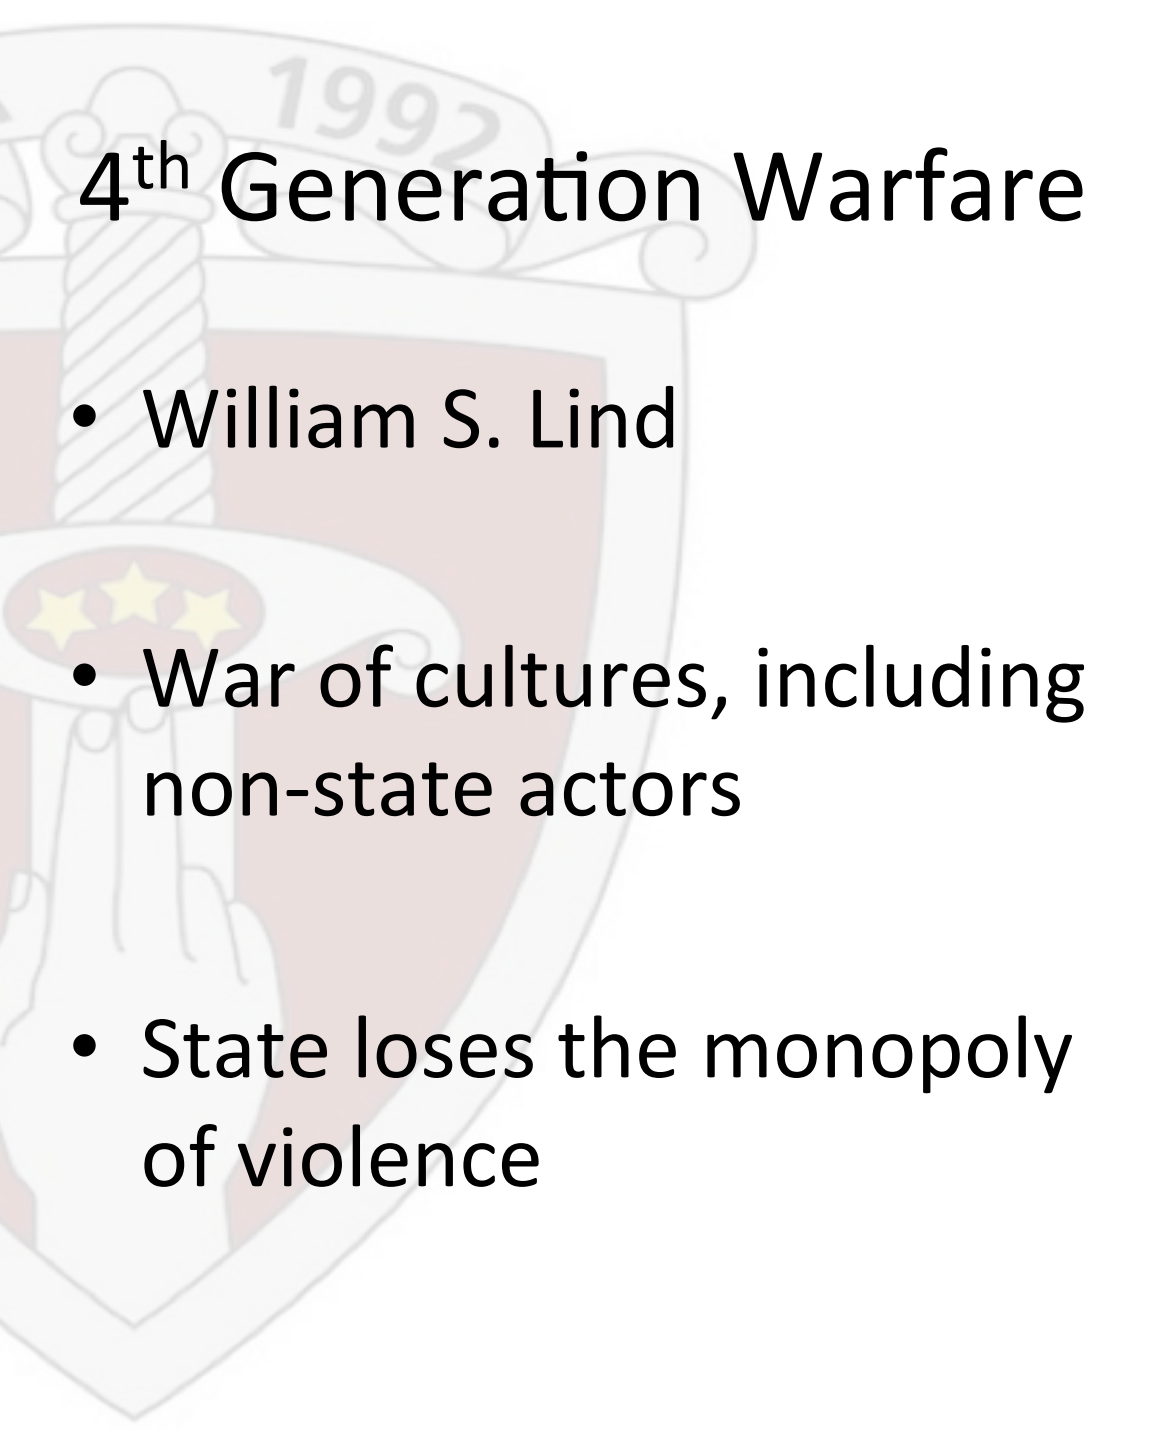 1992
4th Generation Warfare
• William S. Lind
• War of cultures, including
non-state actors
• State loses the monopoly
of violence